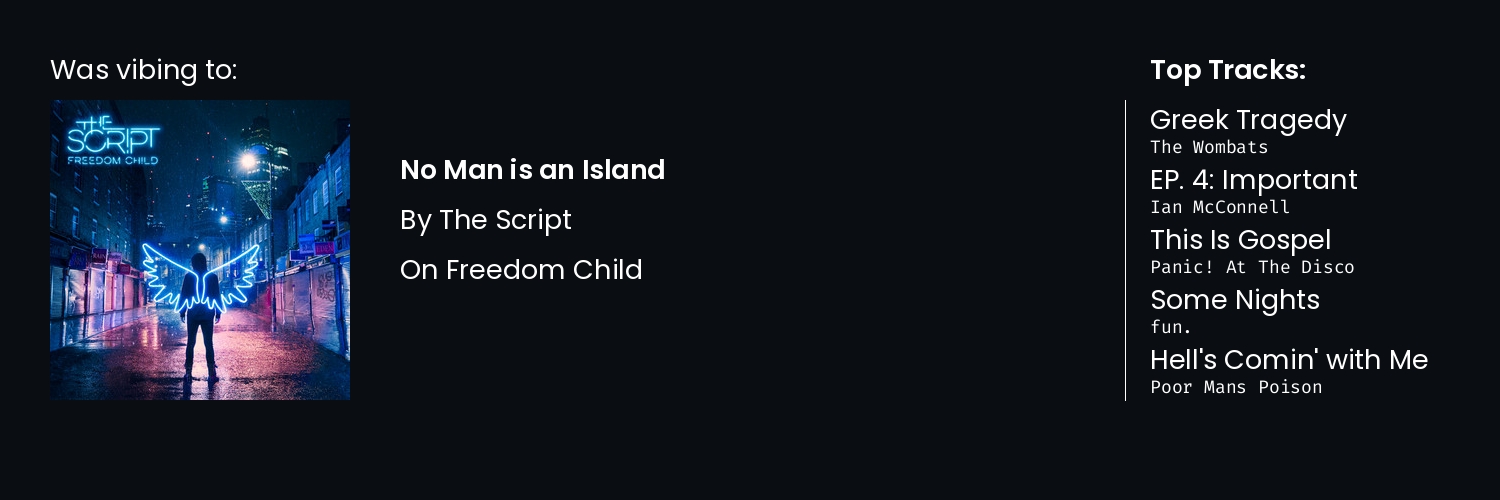 Was vibing to:
THE
SCRIPT
FREEDOM CHILD
No Man is an Island
By The Script
On Freedom Child
Top Tracks:
Greek Tragedy
The Wombats
EP. 4: Important
Ian McConnell
This Is Gospel
Panic! At The Disco
Some Nights
fun.
Hell's Comin' with Me
Poor Mans Poison